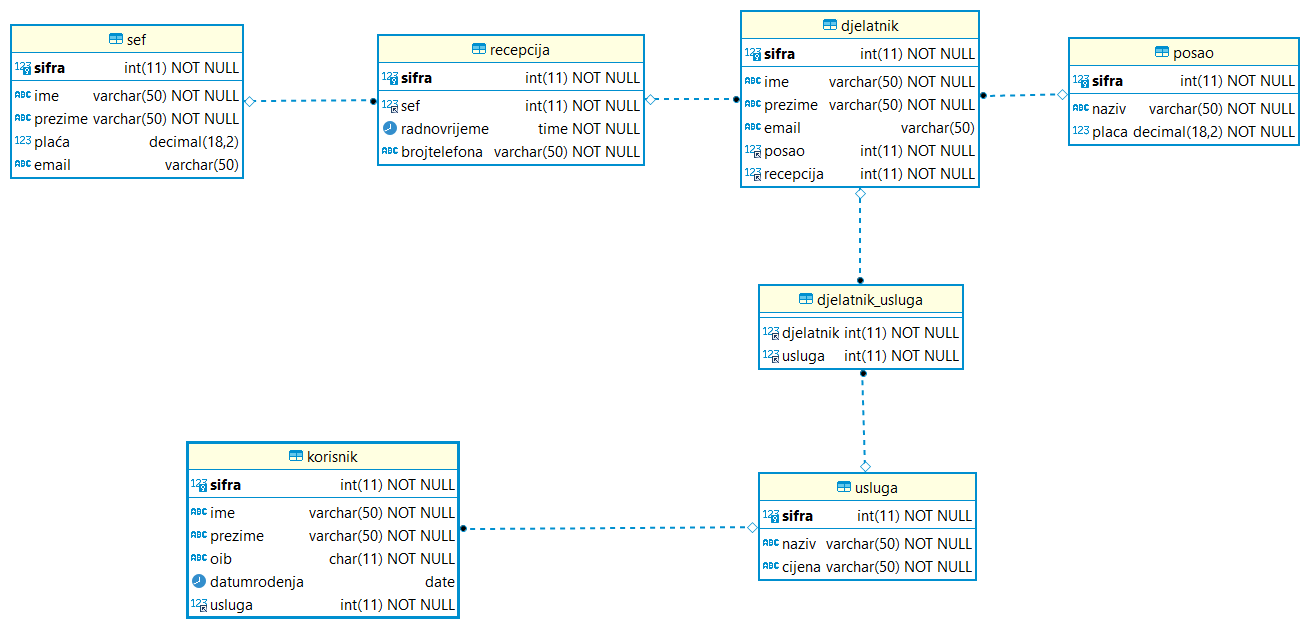 sef
sifra int(11) NOT NULL
ime varchar(50) NOT NULL
prezime varchar(50) NOT NULL
plaća decimal(18,2)
email varchar(50)
recepcija
sifra int(11) NOT NULL
sef int(11) NOT NULL
radnovrijeme time NOT NULL
brojtelefona varchar(50) NOT NULL
djelatnik
sifra int(11) NOT NULL
ime varchar(50) NOT NULL
prezime varchar(50) NOT NULL
email varchar(50)
posao int(11) NOT NULL
recepcija int(11) NOT NULL
posao
sifra int(11) NOT NULL
naziv varchar(50) NOT NULL
placa decimal(18,2) NOT NULL
djelatnik_usluga
djelatnik int(11) NOT NULL
usluga int(11) NOT NULL
korisnik
sifra int(11) NOT NULL
ime varchar(50) NOT NULL
prezime varchar(50) NOT NULL
oib char(11) NOT NULL
datumrodenja date
usluga int(11) NOT NULL
usluga
sifra int(11) NOT NULL
naziv varchar(50) NOT NULL
cijena varchar(50) NOT NULL